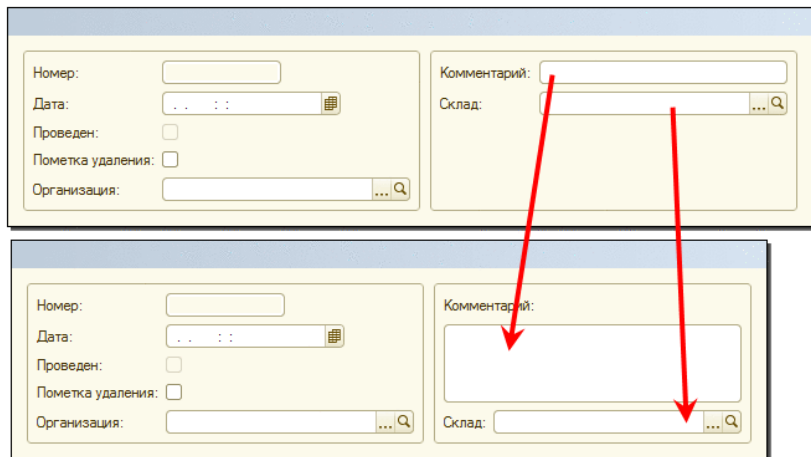 Номер:
Дата: . . : :
Проведен:
Пометка удаления:
Организация: ...
Комментарий:
Склад: ...
Номер:
Дата: . . : :
Проведен:
Пометка удаления:
Организация: ...
Комментарий:
Склад: ...